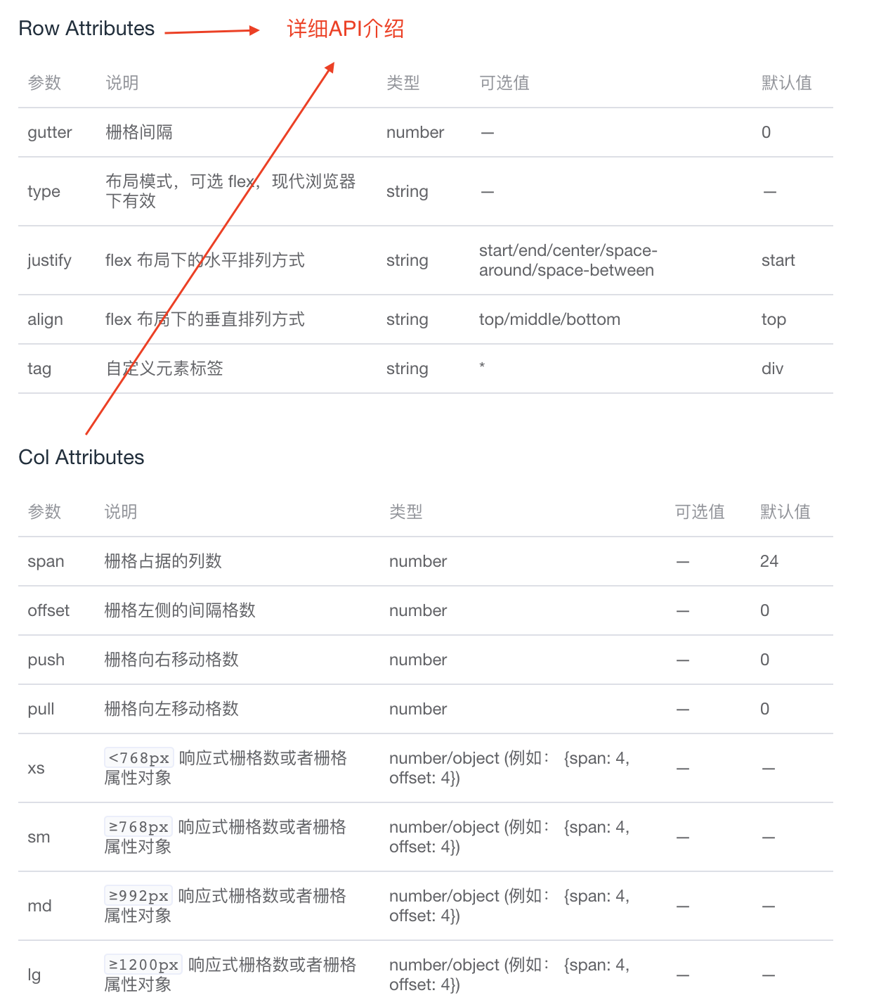 Row Attributes 详细API介绍
参数 说明 类型 可选值 默认值
gutter 栅格间隔 number — 0
type 布局模式，可选 flex，现代浏览器 string — —
下有效
justify flex 布局下的水平排列方式 string start/end/center/space- start
around/space-between
align flex 布局下的垂直排列方式 string top/middle/bottom top
tag 自定义元素标签 string * div
Col Attributes
参数 说明 类型 可选值 默认值
span 栅格占据的列数 number — 24
offset 栅格左侧的间隔格数 number — 0
push 栅格向右移动格数 number — 0
pull 栅格向左移动格数 number — 0
xs <768px 响应式栅格数或者栅格 number/object (例如： {span: 4, — —
属性对象 offset: 4})
sm ≥768px 响应式栅格数或者栅格 number/object (例如： {span: 4, — —
属性对象 offset: 4})
md ≥992px 响应式栅格数或者栅格 number/object (例如： {span: 4, — —
属性对象 offset: 4})
lg ≥1200px 响应式栅格数或者栅格 number/object (例如： {span: 4, — —
属性对象 offset: 4})